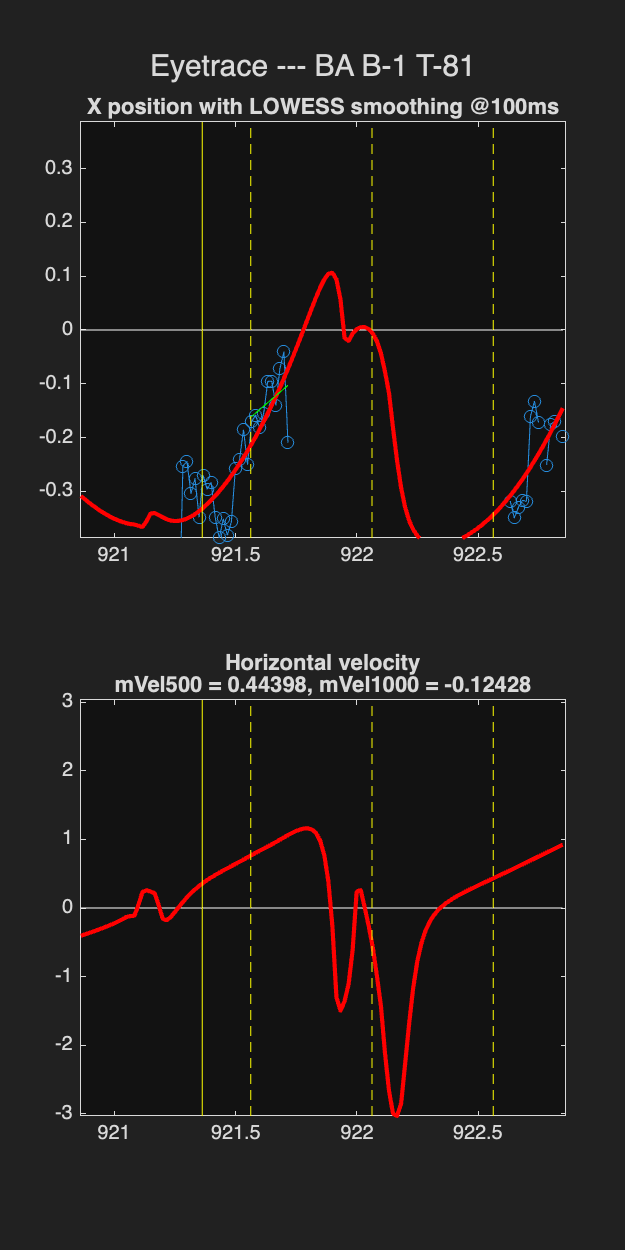 Eyetrace --- BA B-1 T-81
X position with LOWESS smoothing @100ms
0.3
0.2
0.1
0
-0.1
-0.2
-0.3
921 921.5 922 922.5
Horizontal velocity
mVel500 = 0.44398, mVel1000 = -0.12428
3
2
1
0
-1
-2
-3
921 921.5 922 922.5